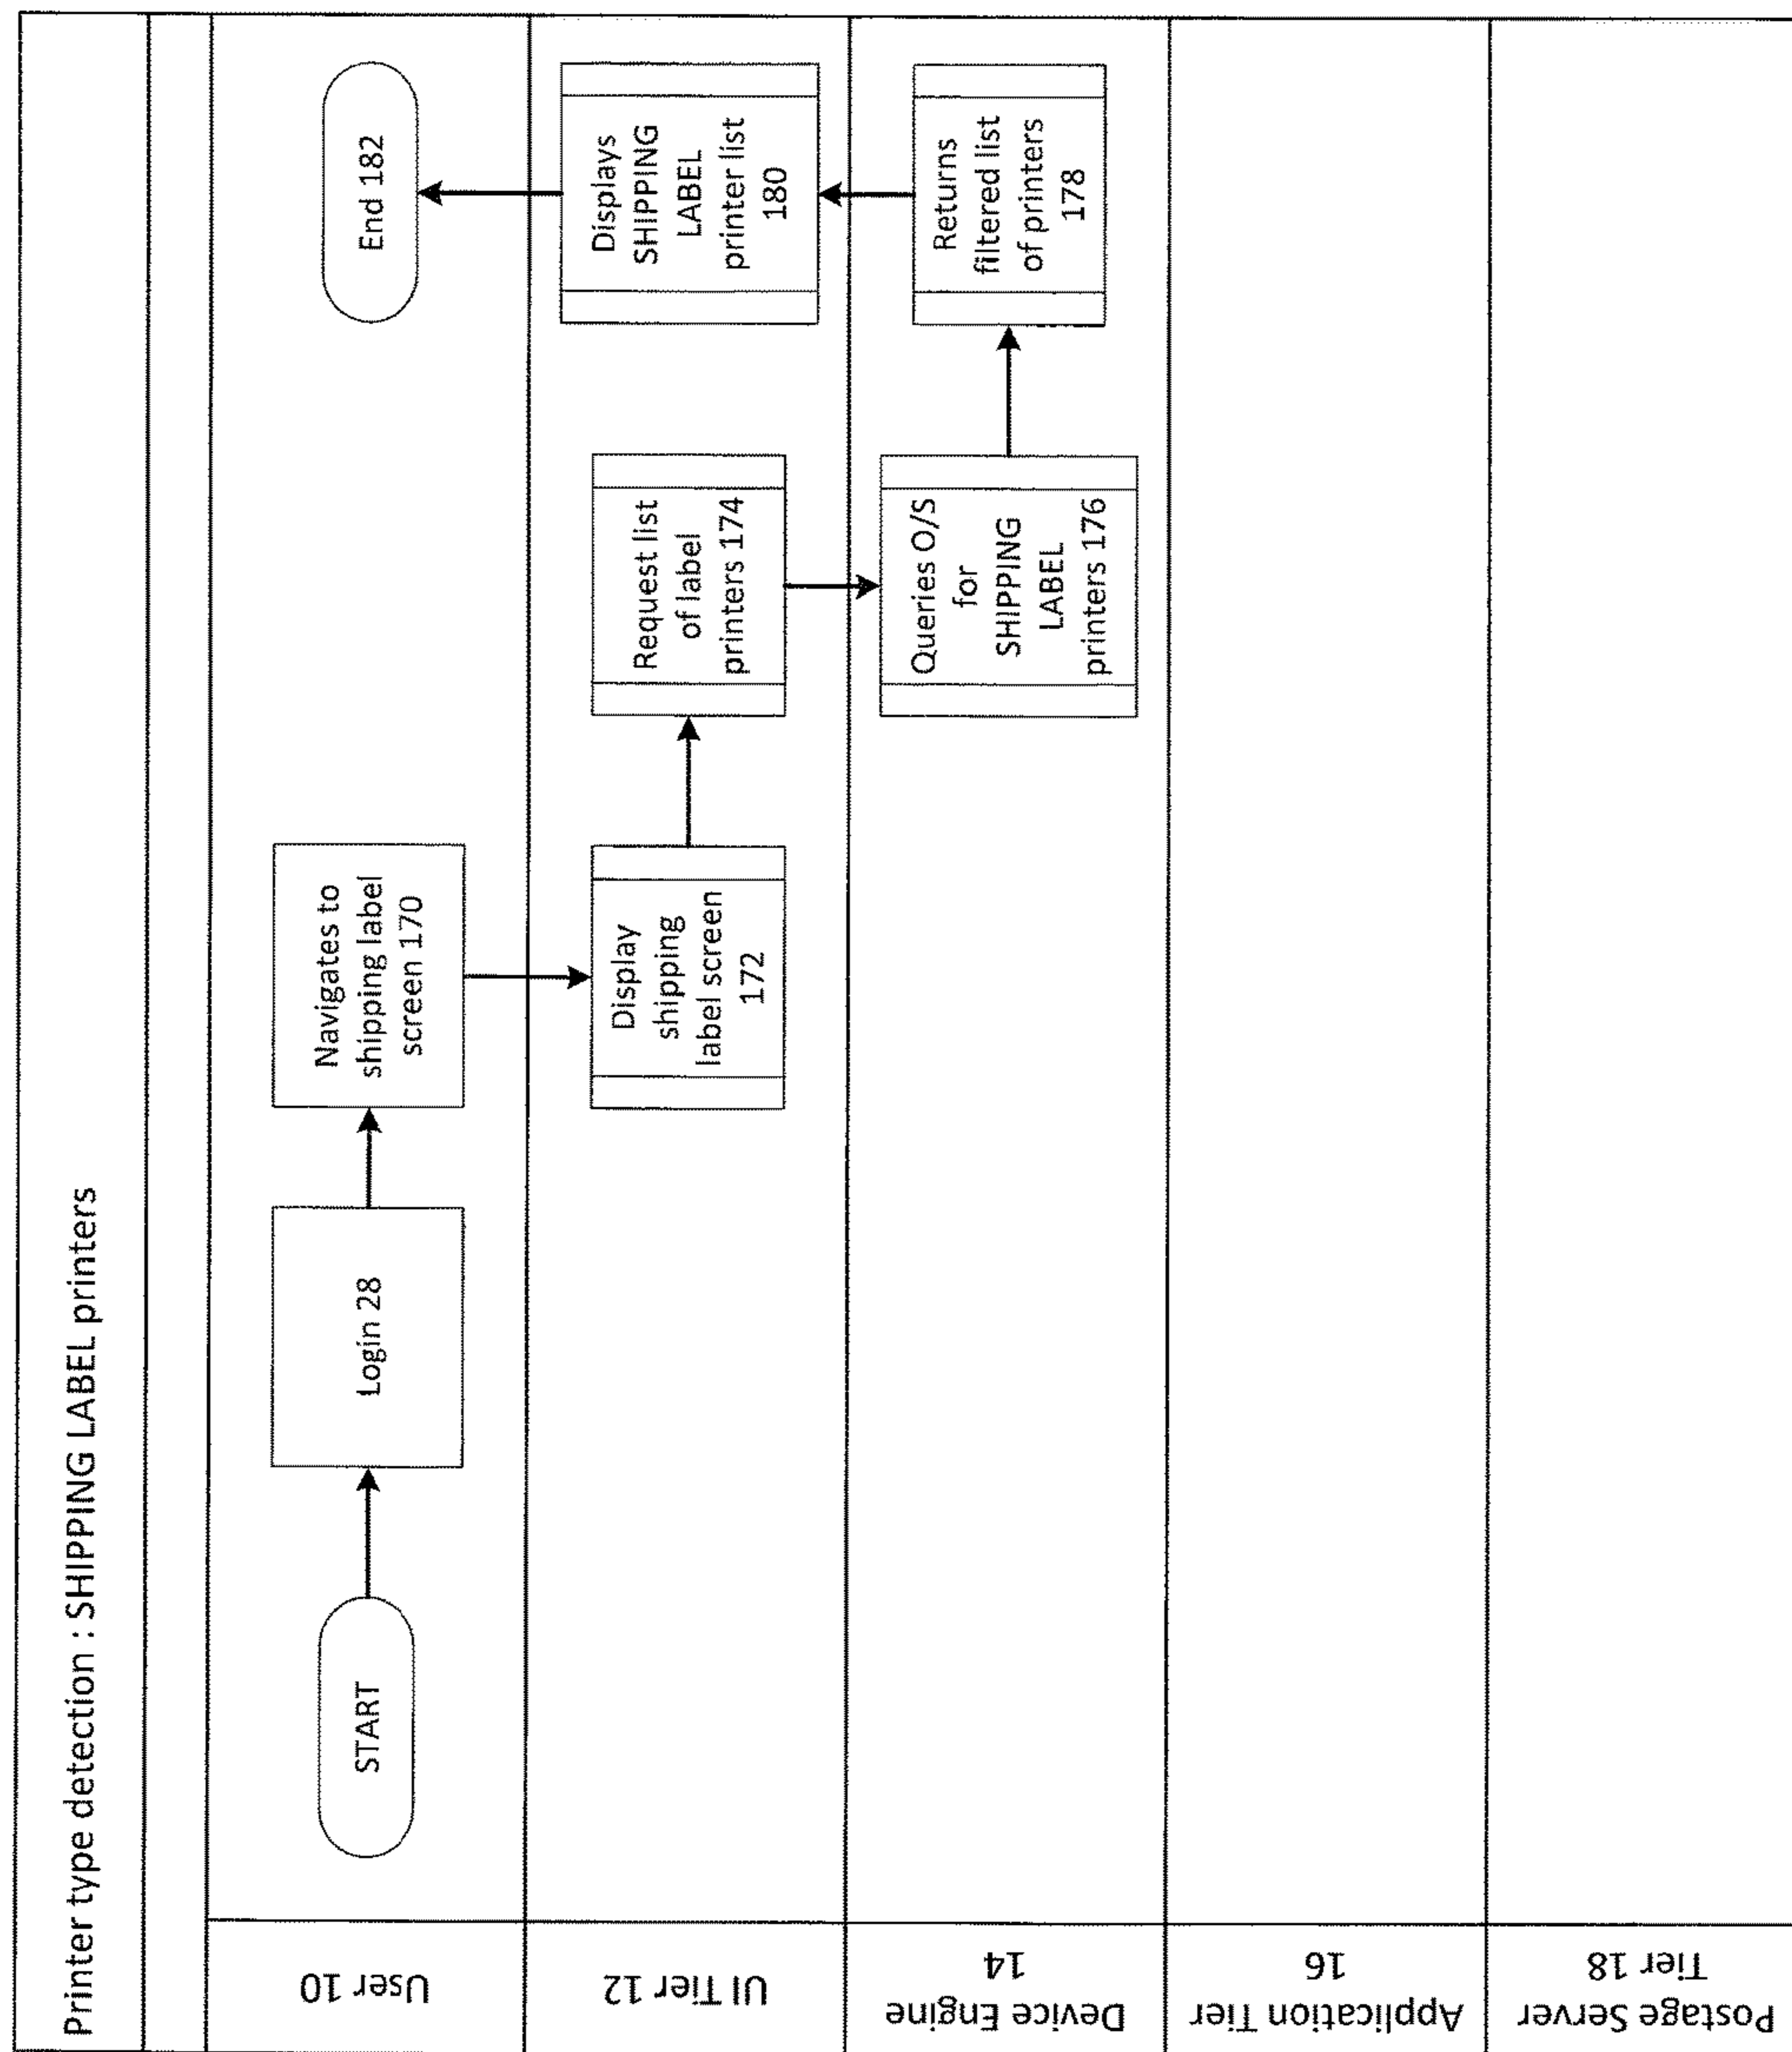 Printer type detection : SHIPPING LABEL printers
User 10
START
Login 28
Navigates to
shipping label
screen 170
End 182
UI Tier 12
Display
shipping
label screen
172
Request list
of label
printers 174
Displays
SHIPPING
LABEL
printer list
180
Device Engine
14
Queries O/S
for
SHIPPING
LABEL
printers 176
Returns
filtered list
of printers
178
Application Tier
16
Postage Server
Tier 18